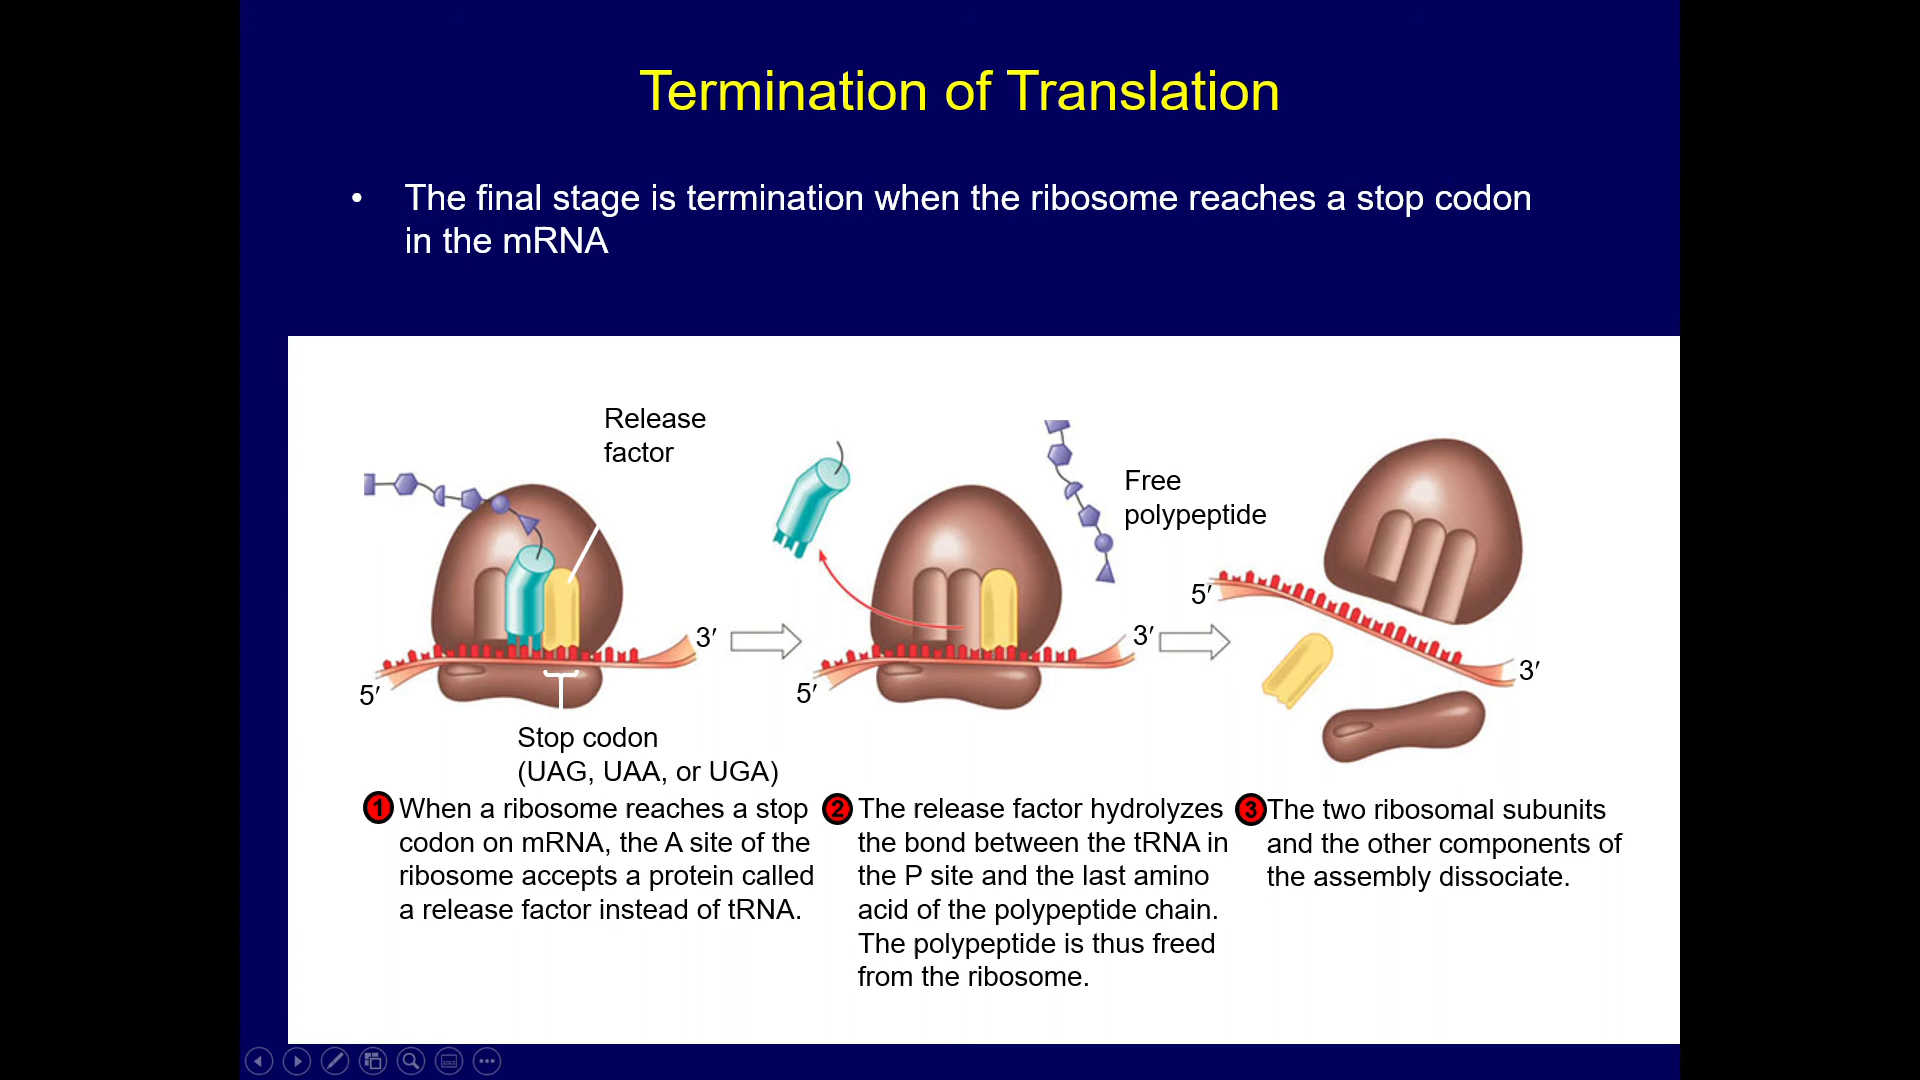 Termination of Translation
• The final stage is termination when the ribosome reaches a stop codon
in the mRNA
Release
factor
Free
polypeptide
3′
5′
3′
5′
5′
3′
Stop codon
(UAG, UAA, or UGA)
1 When a ribosome reaches a stop
codon on mRNA, the A site of the
ribosome accepts a protein called
a release factor instead of tRNA.
2 The release factor hydrolyzes
the bond between the tRNA in
the P site and the last amino
acid of the polypeptide chain.
The polypeptide is thus freed
from the ribosome.
3 The two ribosomal subunits
and the other components of
the assembly dissociate.